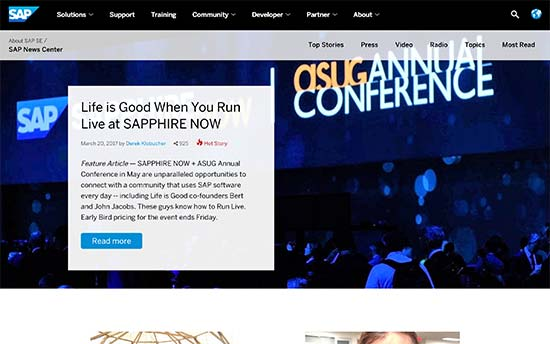 SAP
Solutions
Support
Training
Community
Developer
Partner
About
About SAP SE /
SAP News Center
Top Stories
Press
Video
Radio
Topics
Most Read
SAP
SAPPHIRE NOW
asug ANNUAL
CONFERENCE
Life is Good When You Run
Live at SAPPHIRE NOW
March 20, 2017 by Derek Klobucher 925 Hot Story
Feature Article — SAPPHIRE NOW + ASUG Annual
Conference in May are unparalleled opportunities to
connect with a community that uses SAP software
every day -- including Life is Good co-founders Bert
and John Jacobs. These guys know how to Run Live.
Early Bird pricing for the event ends Friday.
Read more